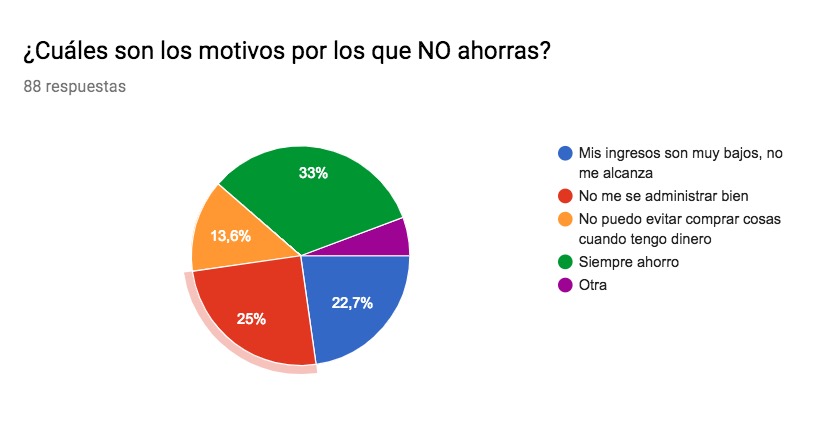 ¿Cuáles son los motivos por los que NO ahorras?
88 respuestas
33%
13,6%
25%
22,7%
Mis ingresos son muy bajos, no
me alcanza
No me se administrar bien
No puedo evitar comprar cosas
cuando tengo dinero
Siempre ahorro
Otra